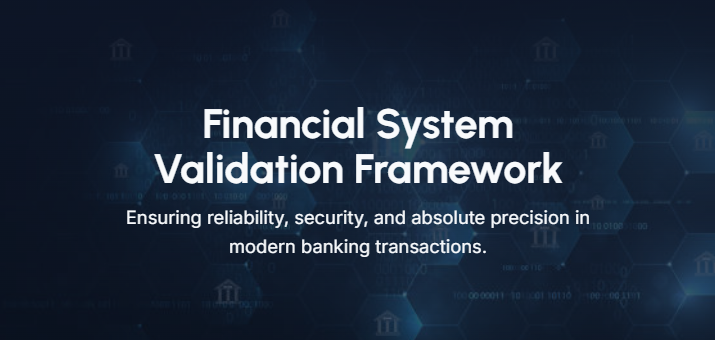 Financial System
Validation Framework
Ensuring reliability, security, and absolute precision in
modern banking transactions.